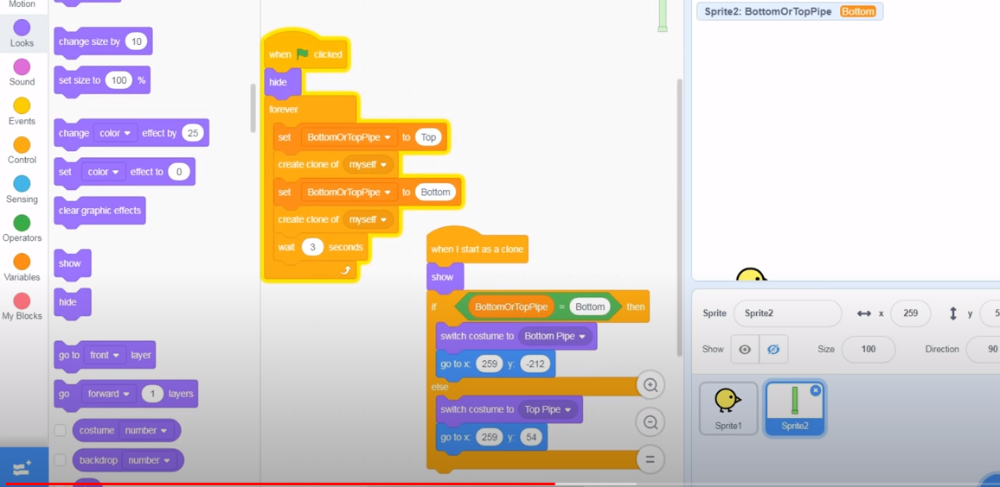 Motion
Looks
Sound
Events
Control
Sensing
Operators
Variables
My Blocks
change size by 10
set size to 100 %
change color effect by 25
set color effect to 0
clear graphic effects
show
hide
go to front layer
go forward 1 layers
costume number
backdrop number
when clicked
hide
forever
set BottomOrTopPipe to Top
create clone of myself
set BottomOrTopPipe to Bottom
create clone of myself
wait 3 seconds
when I start as a clone
show
if BottomOrTopPipe = Bottom then
switch costume to Bottom Pipe
go to x: 259 y: -212
else
switch costume to Top Pipe
go to x: 259 y: 54
Sprite2: BottomOrTopPipe Bottom
Sprite Sprite2 x 259 y 5
Show Size 100 Direction 90
Sprite1
Sprite2